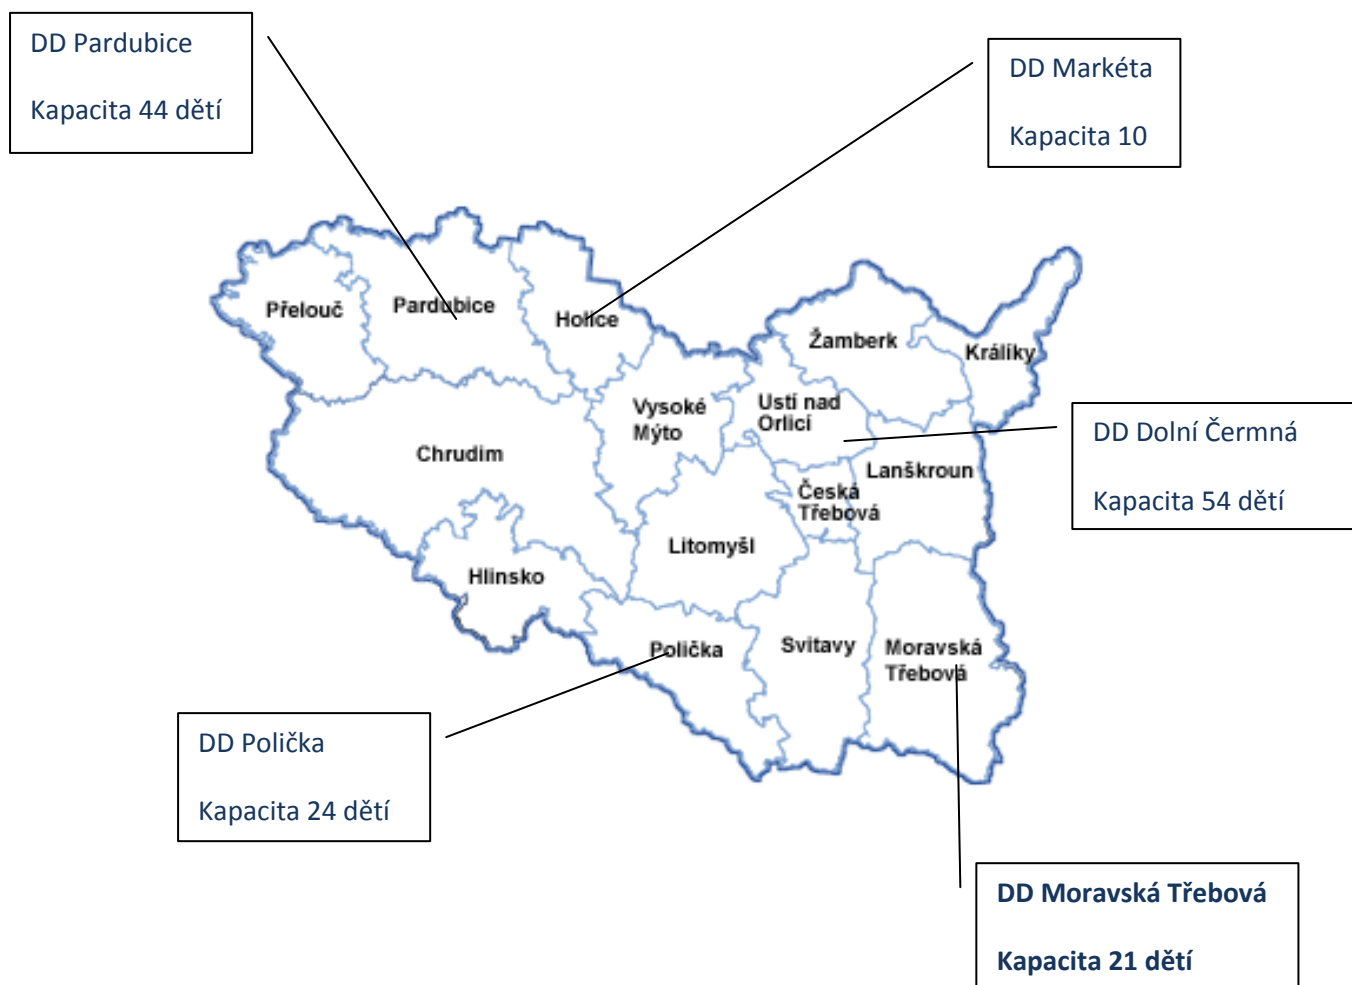 DD Pardubice
Kapacita 44 dětí
DD Markéta
Kapacita 10
Přelouč
Pardubice
Holice
Žamberk
Králíky
Vysoké
Mýto
Ustí nad
Orlicí
DD Dolní Čermná
Kapacita 54 dětí
Chrudim
Lanškroun
Česká
Třebová
Litomyšl
Hlinsko
Polička
Svitavy
Moravská
Třebová
DD Polička
Kapacita 24 dětí
DD Moravská Třebová
Kapacita 21 dětí